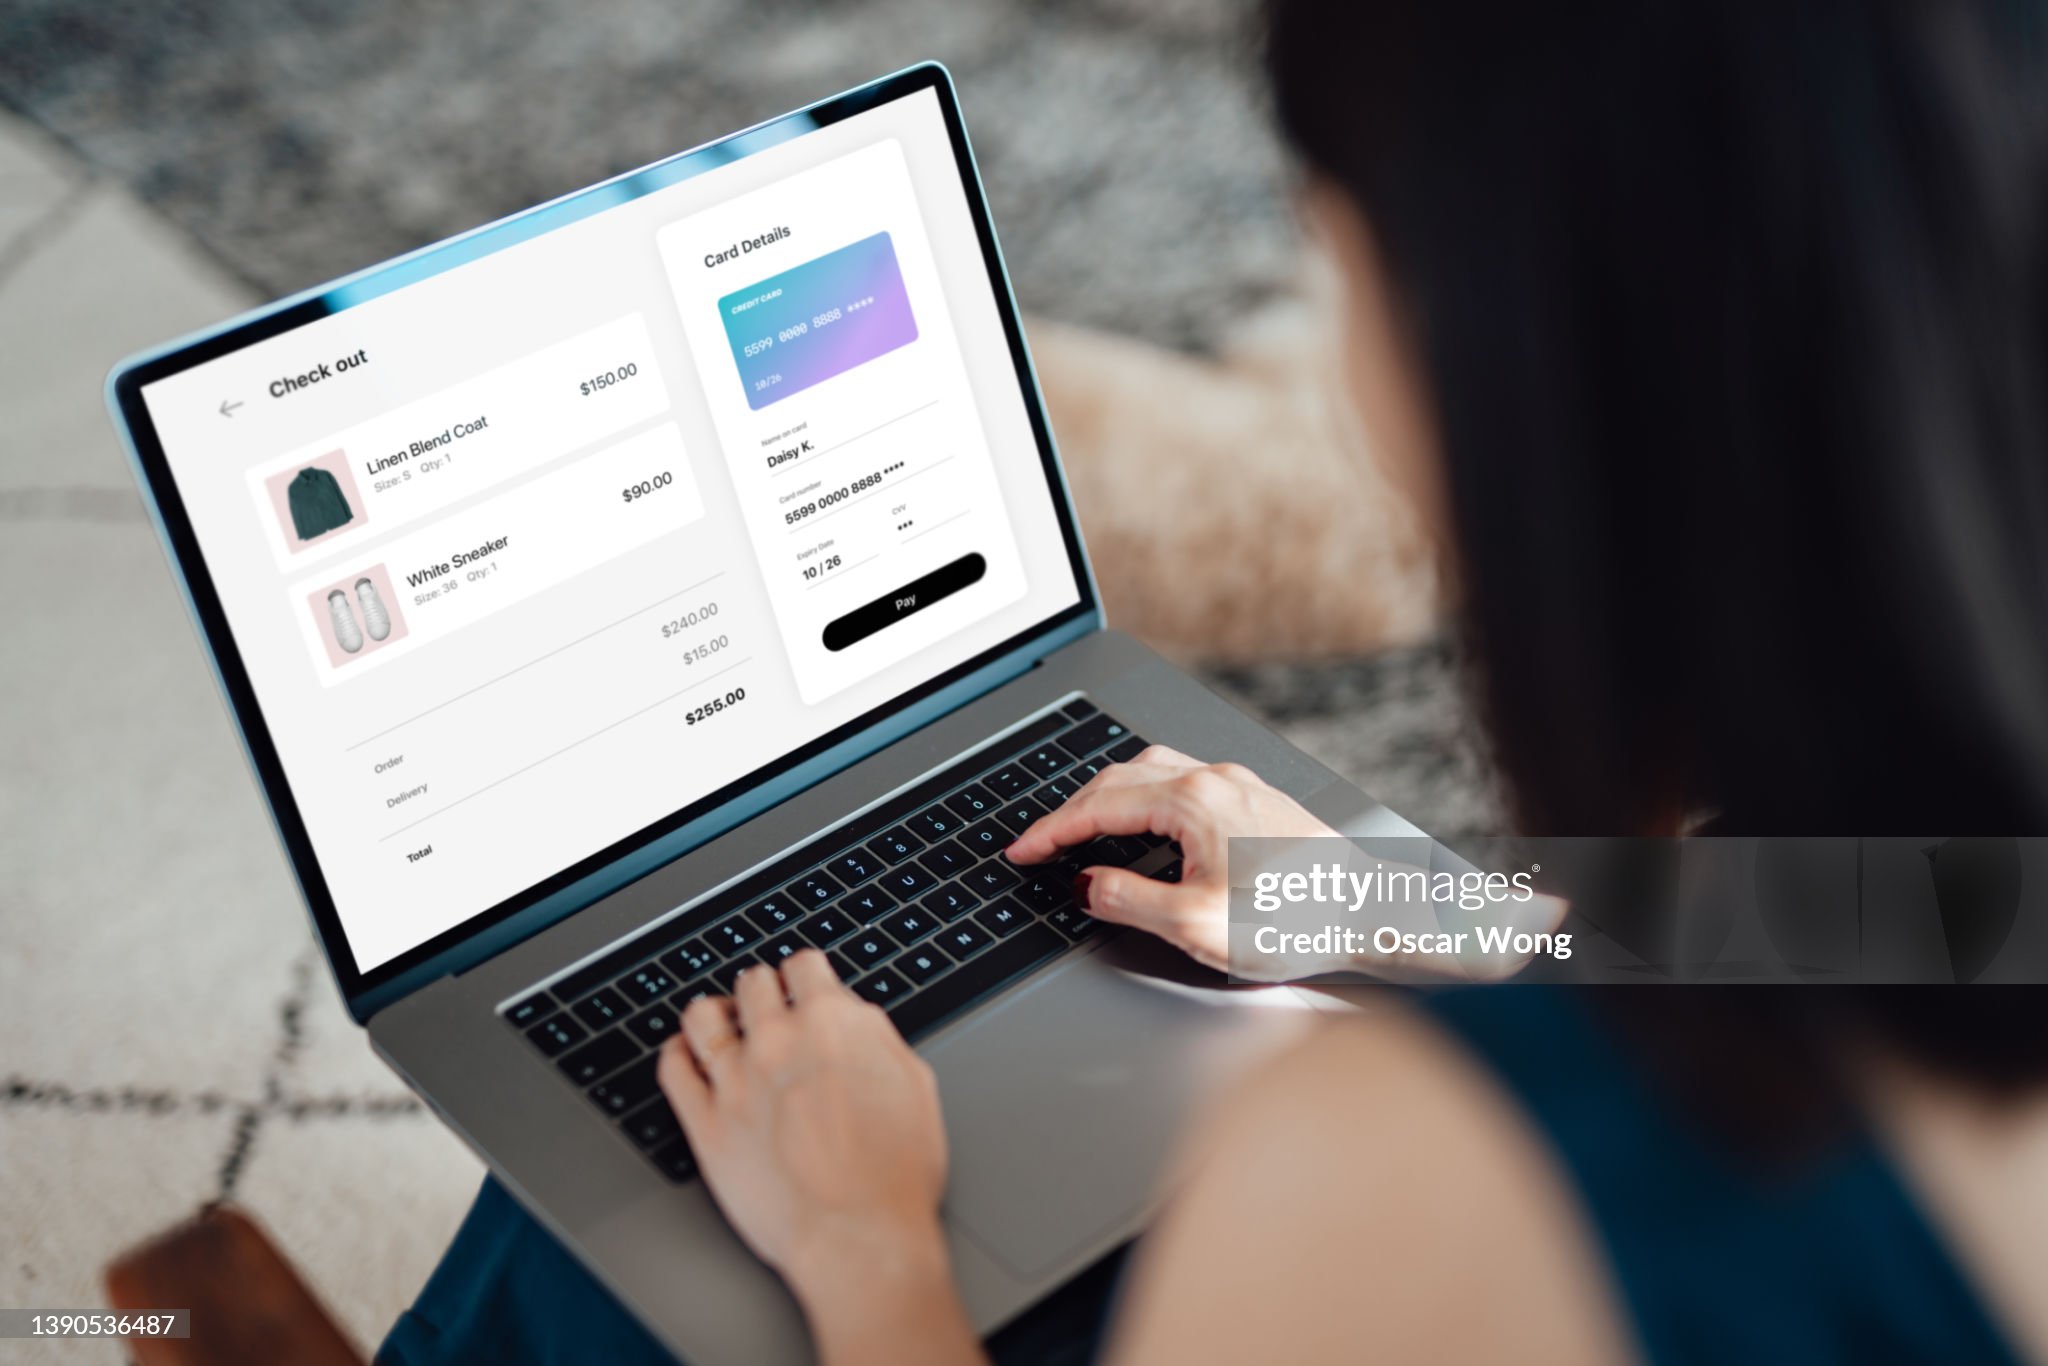 Check out
Linen Blend Coat
Size: S Qty: 1
$150.00
White Sneaker
Size: 36 Qty: 1
$90.00
Order $240.00
Delivery $15.00
Total $255.00
Card Details
CREDIT CARD
5599 0000 8888 ****
10/26
Name on card
Daisy K.
Card number
5599 0000 8888 ••••
Expiry Date
10 / 26
CVV
•••
Pay
gettyimages®
Credit: Oscar Wong
1390536487